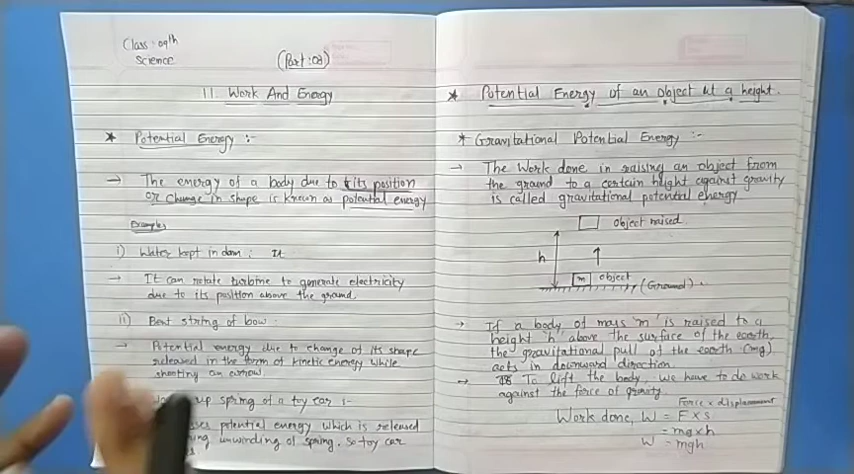 Class : 09th
Science
(Part : 08)
11. Work And Energy
* Potential Energy :-
→ The energy of a body due to its position
or change in shape is known as potential energy
Examples
i) Water kept in dam : It
→ It can rotate turbine to generate electricity
due to its position above the ground
ii) Bent string of bow :
→ Potential energy due to change of its shape
released in the form of kinetic energy while
shooting an arrow.
up spring of a toy car :-
potential energy which is released
unwinding of spring. So toy car
* Potential Energy of an object at a height.
* Gravitational Potential Energy :-
→ The work done in raising an object from
the ground to a certain height against gravity
is called gravitational potential energy
object raised
h
m object
(Ground)
→ If a body of mass 'm' is raised to a
height 'h' above the surface of the earth,
the gravitational pull of the earth (mg)
acts in downward direction.
→ To lift the body, we have to do work
against the force of gravity.
Force x displacement
Work done, W = F x s
= mg x h
W = mgh